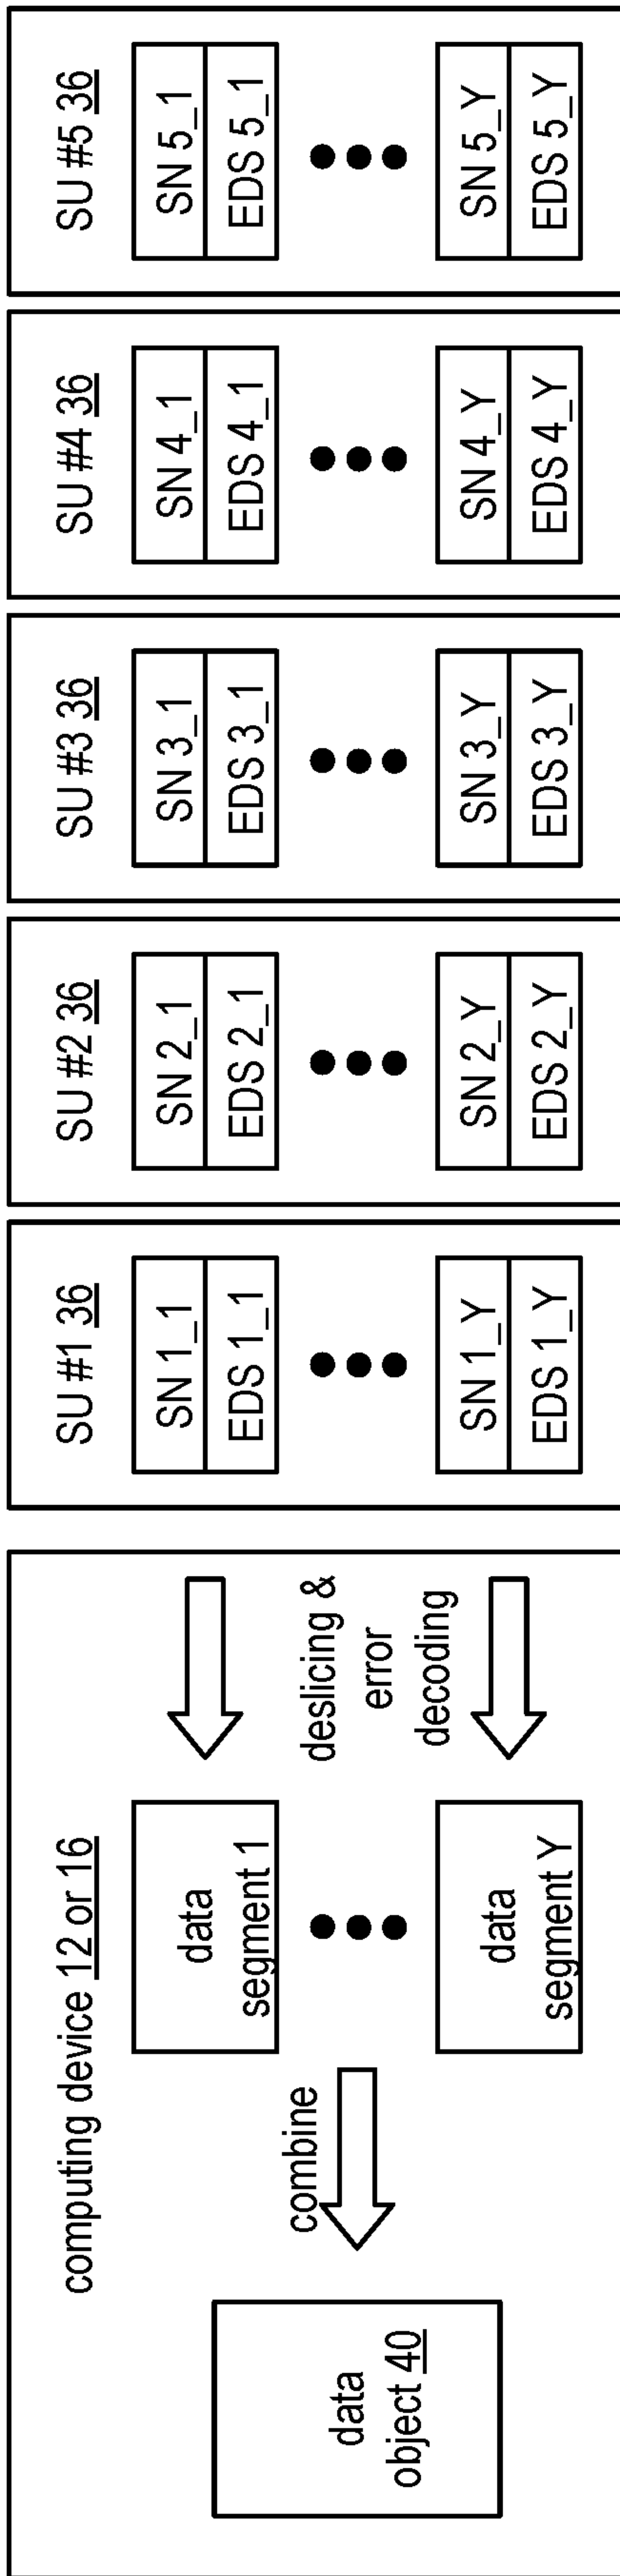 computing device 12 or 16
data
object 40
combine
data
segment 1
data
segment Y
deslicing &
error
decoding
SU #1 36
SN 1_1
EDS 1_1
SN 1_Y
EDS 1_Y
SU #2 36
SN 2_1
EDS 2_1
SN 2_Y
EDS 2_Y
SU #3 36
SN 3_1
EDS 3_1
SN 3_Y
EDS 3_Y
SU #4 36
SN 4_1
EDS 4_1
SN 4_Y
EDS 4_Y
SU #5 36
SN 5_1
EDS 5_1
SN 5_Y
EDS 5_Y